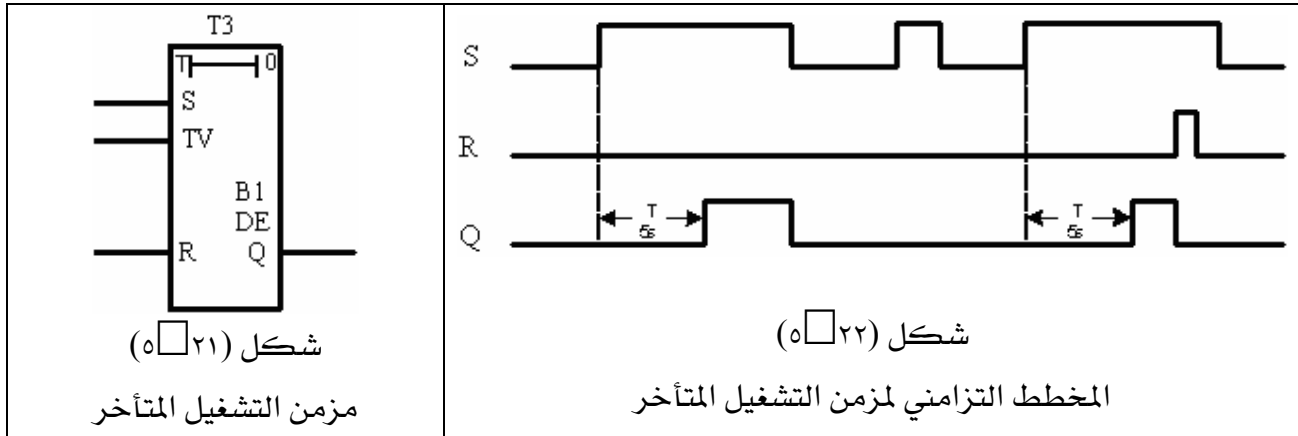 T3
T 0
S
TV
B1
DE
R Q
شكل (٢١□٥)
مزمن التشغيل المتأخر
S
R
Q
T
5s
T
5s
شكل (٢٢□٥)
المخطط التزامني لمزمن التشغيل المتأخر